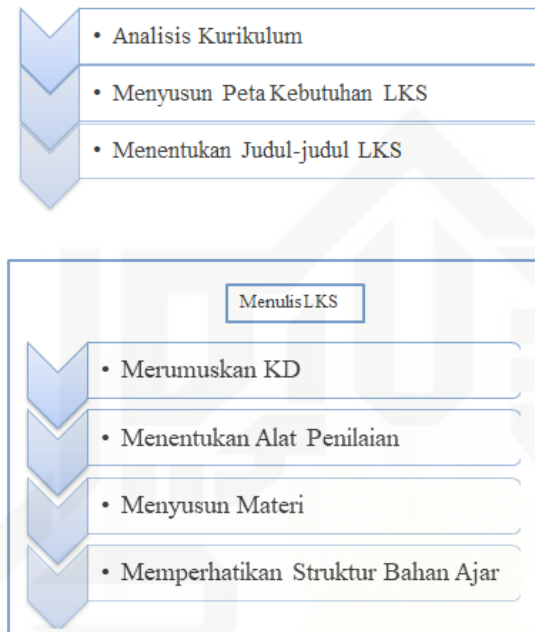 • Analisis Kurikulum
• Menyusun Peta Kebutuhan LKS
• Menentukan Judul-judul LKS
Menulis LKS
• Merumuskan KD
• Menentukan Alat Penilaian
• Menyusun Materi
• Memperhatikan Struktur Bahan Ajar